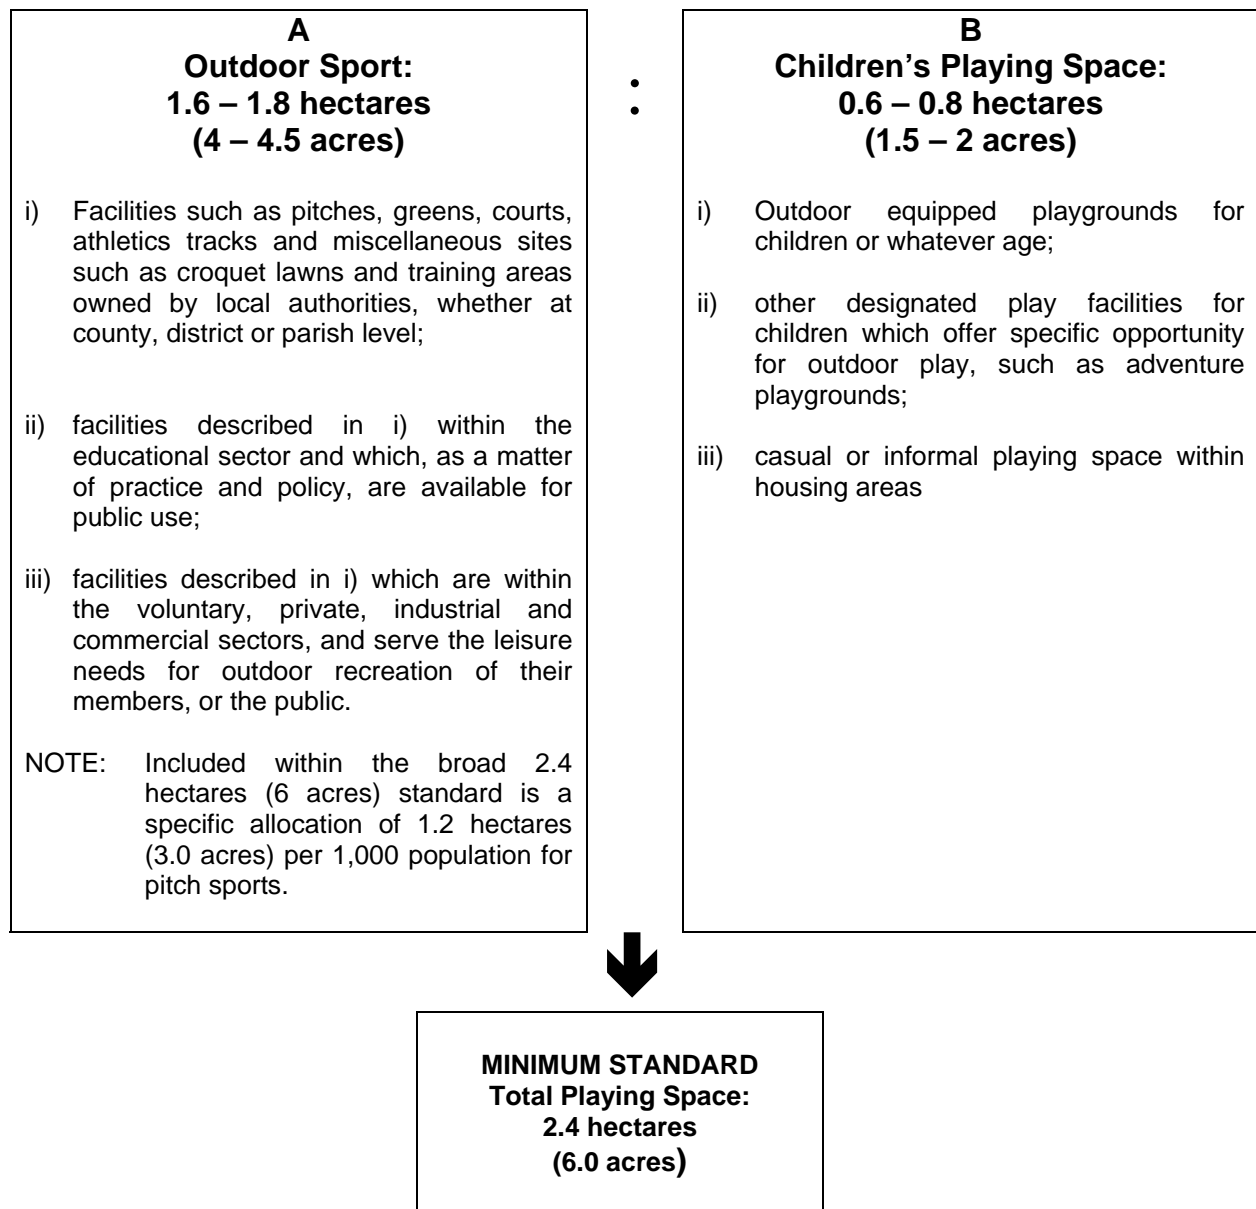 A
Outdoor Sport:
1.6 – 1.8 hectares
(4 – 4.5 acres)
i) Facilities such as pitches, greens, courts,
athletics tracks and miscellaneous sites
such as croquet lawns and training areas
owned by local authorities, whether at
county, district or parish level;
ii) facilities described in i) within the
educational sector and which, as a matter
of practice and policy, are available for
public use;
iii) facilities described in i) which are within
the voluntary, private, industrial and
commercial sectors, and serve the leisure
needs for outdoor recreation of their
members, or the public.
NOTE: Included within the broad 2.4
hectares (6 acres) standard is a
specific allocation of 1.2 hectares
(3.0 acres) per 1,000 population for
pitch sports.
:
B
Children’s Playing Space:
0.6 – 0.8 hectares
(1.5 – 2 acres)
i) Outdoor equipped playgrounds for
children or whatever age;
ii) other designated play facilities for
children which offer specific opportunity
for outdoor play, such as adventure
playgrounds;
iii) casual or informal playing space within
housing areas
MINIMUM STANDARD
Total Playing Space:
2.4 hectares
(6.0 acres)